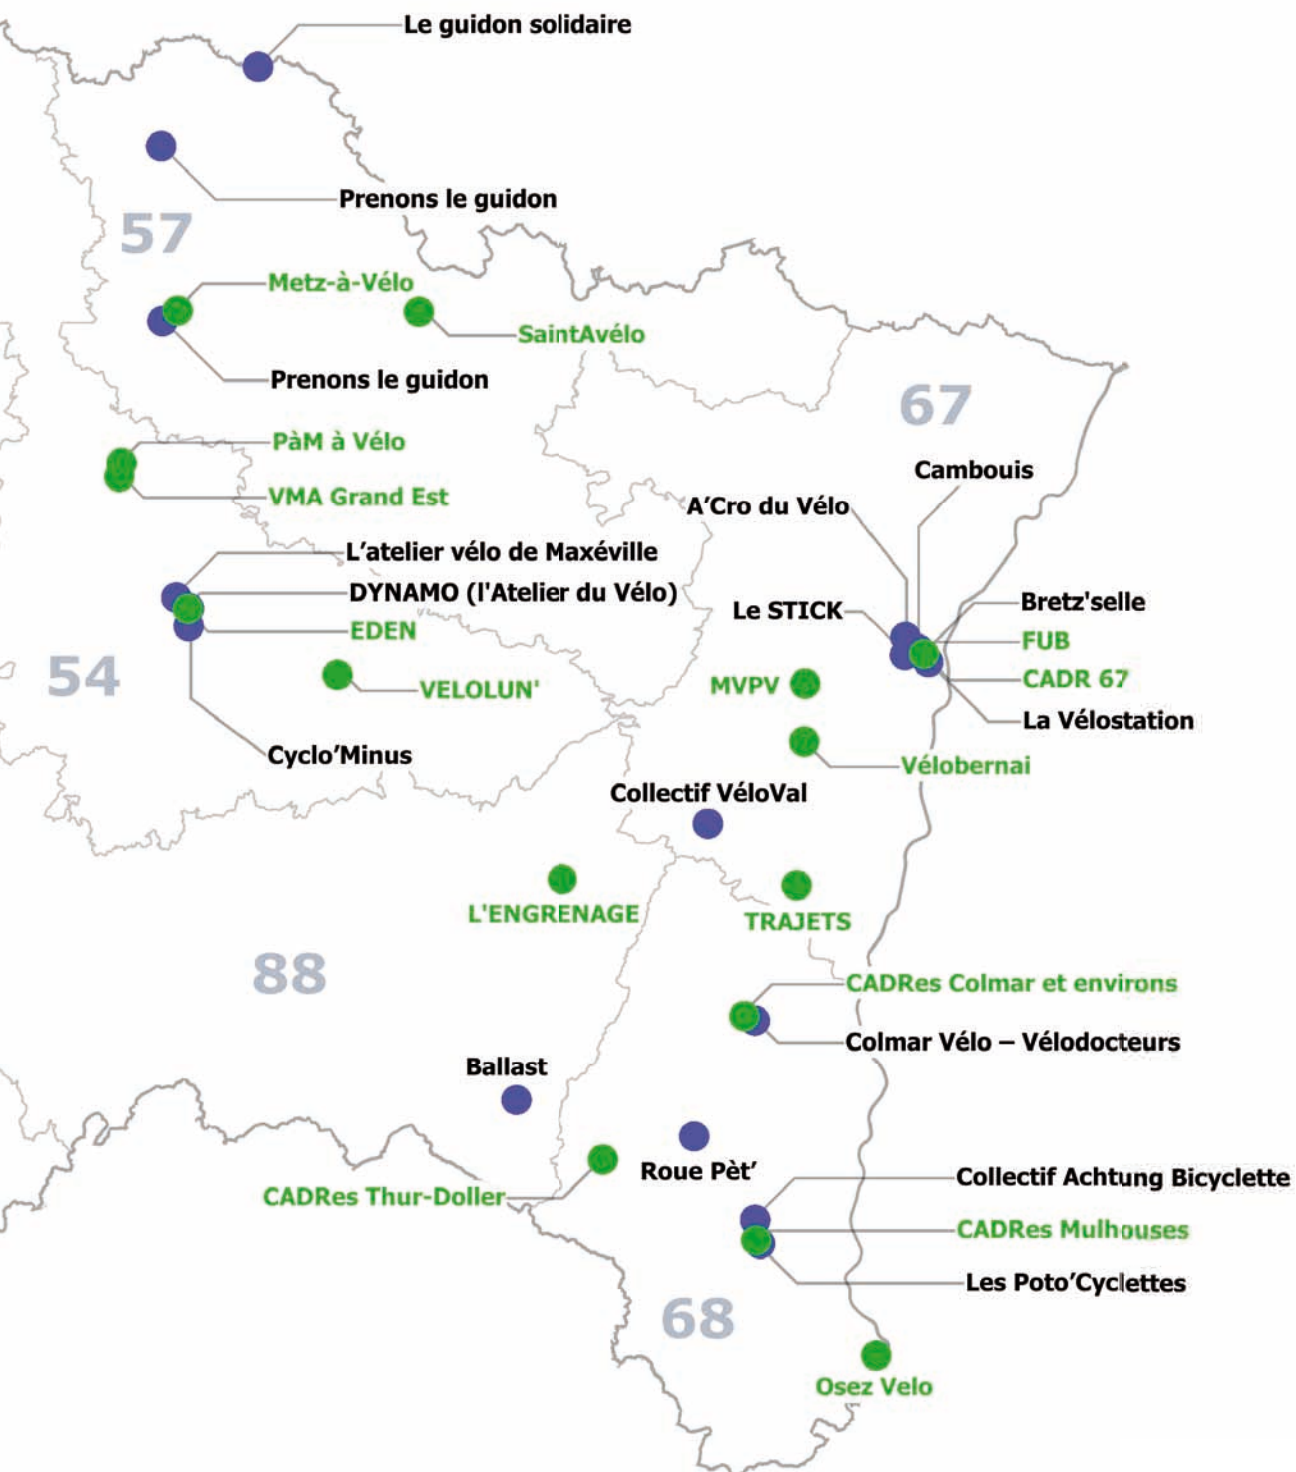 Le guidon solidaire
Prenons le guidon
57
Metz-à-Vélo
SaintAvélo
Prenons le guidon
67
PàM à Vélo
Cambouis
VMA Grand Est
A’Cro du Vélo
L’atelier vélo de Maxéville
DYNAMO (l'Atelier du Vélo)
Le STICK
Bretz'selle
EDEN
FUB
54
VELOLUN'
MVPV
CADR 67
La Vélostation
Cyclo’Minus
Vélobernai
Collectif VéloVal
L'ENGRENAGE
TRAJETS
88
CADRes Colmar et environs
Colmar Vélo – Vélodocteurs
Ballast
Roue Pèt’
Collectif Achtung Bicyclette
CADRes Thur-Doller
CADRes Mulhouses
Les Poto’Cyclettes
68
Osez Velo